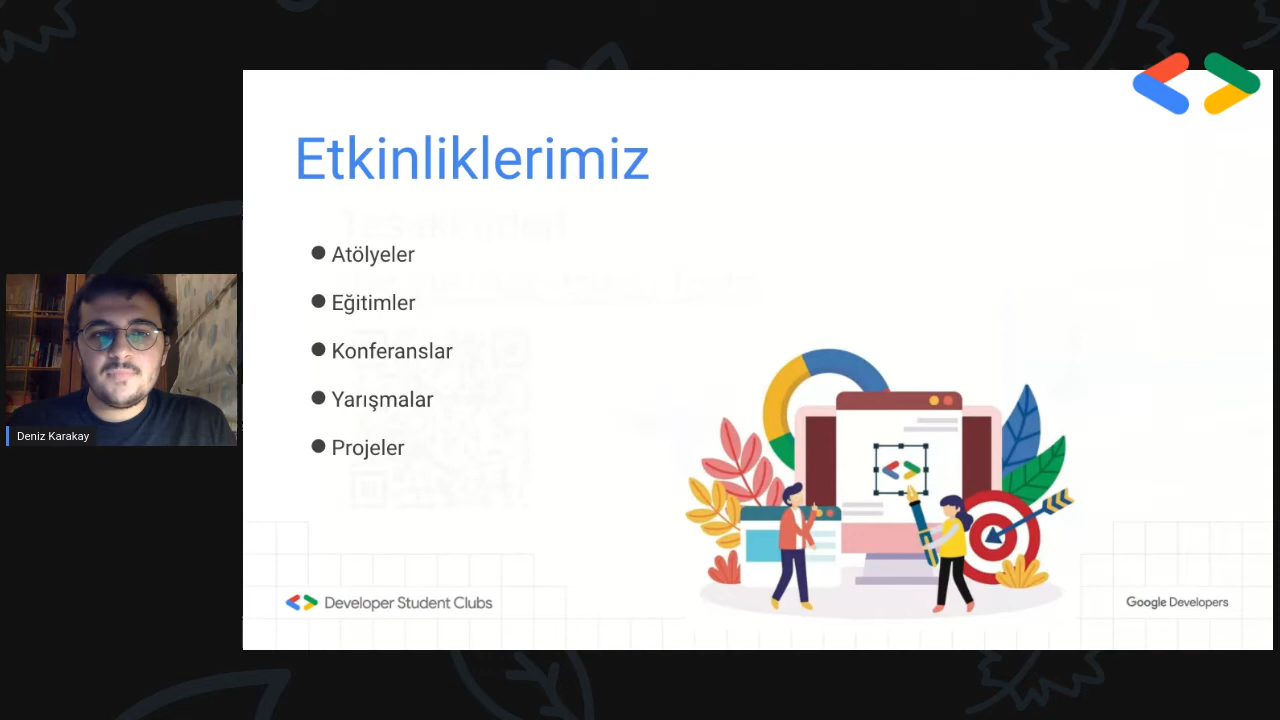 Etkinliklerimiz
Atölyeler
Eğitimler
Konferanslar
Yarışmalar
Projeler
Deniz Karakay
Developer Student Clubs
Google Developers